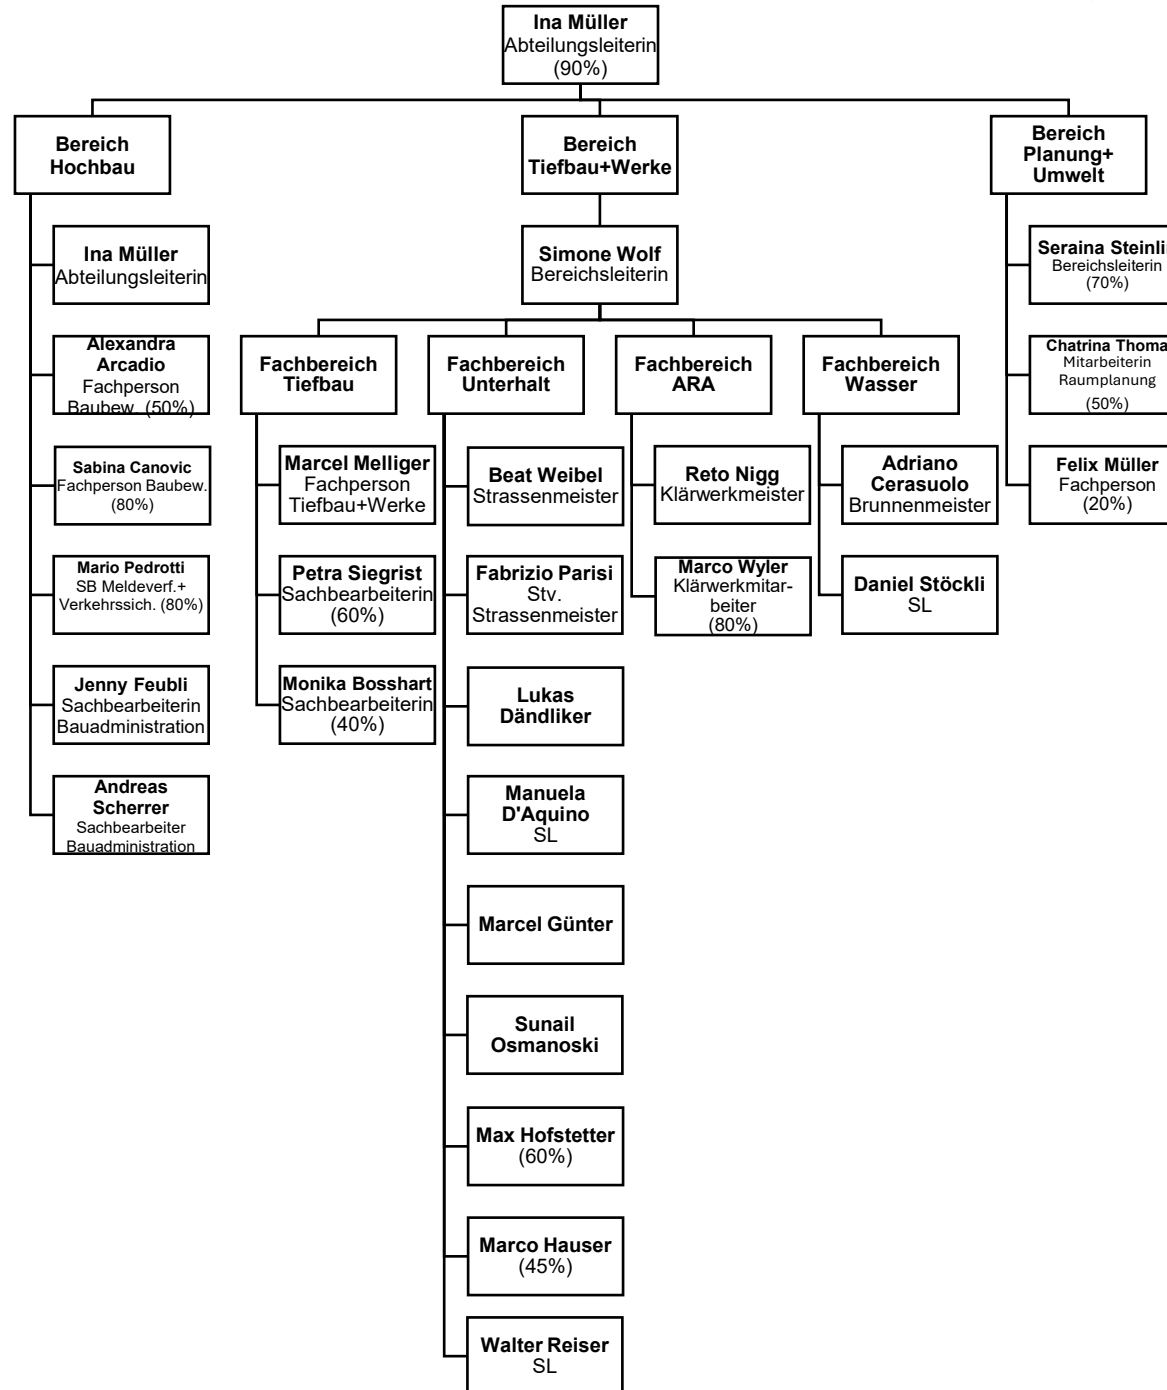 Ina Müller
Abteilungsleiterin
(90%)
Bereich
Hochbau
Bereich
Tiefbau+Werke
Bereich
Planung+
Umwelt
Ina Müller
Abteilungsleiterin
Simone Wolf
Bereichsleiterin
Seraina
Bereichsleiterin
(70%)
Alexandra
Arcadio
Fachperson
Baubew. (50%)
Fachbereich
Tiefbau
Fachbereich
Unterhalt
Fachbereich
ARA
Fachbereich
Wasser
Chatrina
Mitarbeiterin
Raumplanung
(50%)
Sabina Canovic
Fachperson Baubew.
(80%)
Marcel Melliger
Fachperson
Tiefbau+Werke
Beat Weibel
Strassenmeister
Reto Nigg
Klärwerkmeister
Adriano
Cerasuolo
Brunnenmeister
Felix Müller
Fachperson
(20%)
Mario Pedrotti
SB Meldeverf.+
Verkehrssich. (80%)
Petra Siegrist
Sachbearbeiterin
(60%)
Fabrizio Parisi
Stv.
Strassenmeister
Marco Wyler
Klärwerkmitar-
beiter
(80%)
Daniel Stöckli
SL
Jenny Feubli
Sachbearbeiterin
Bauadministration
Monika Bosshart
Sachbearbeiterin
(40%)
Lukas
Dändliker
Andreas
Scherrer
Sachbearbeiter
Bauadministration
Manuela
D'Aquino
SL
Marcel Günter
Sunail
Osmanoski
Max Hofstetter
(60%)
Marco Hauser
(45%)
Walter Reiser
SL